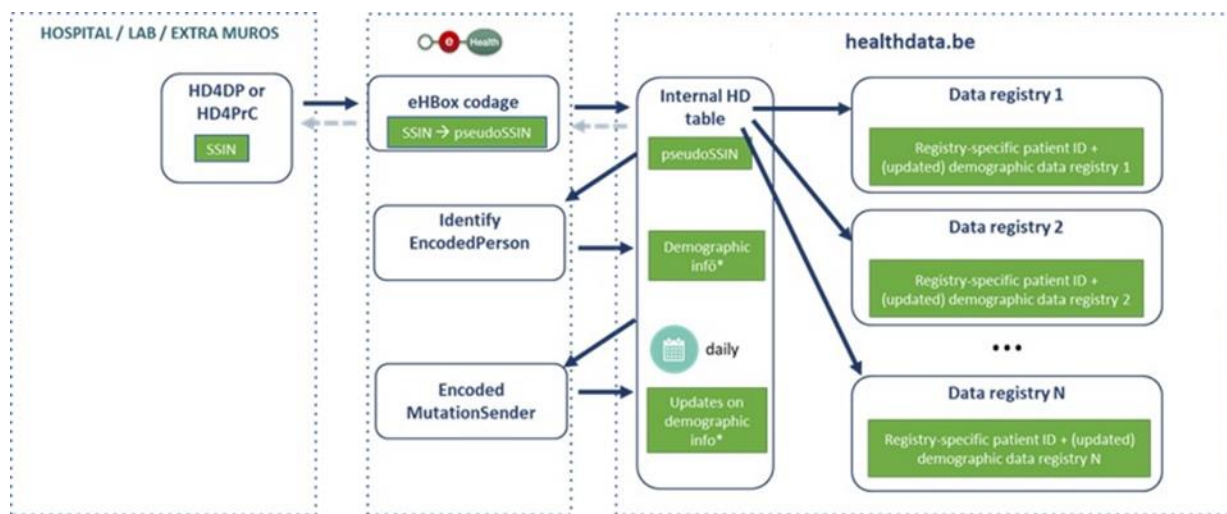 HOSPITAL / LAB / EXTRA MUROS
HD4DP or
HD4PrC
SSIN
e Health
eHBox codage
SSIN → pseudoSSIN
Identify
EncodedPerson
Encoded
MutationSender
healthdata.be
Internal HD
table
pseudoSSIN
Demographic
info*
daily
Updates on
demographic
info*
Data registry 1
Registry-specific patient ID +
(updated) demographic data registry 1
Data registry 2
Registry-specific patient ID +
(updated) demographic data registry 2
...
Data registry N
Registry-specific patient ID + (updated)
demographic data registry N